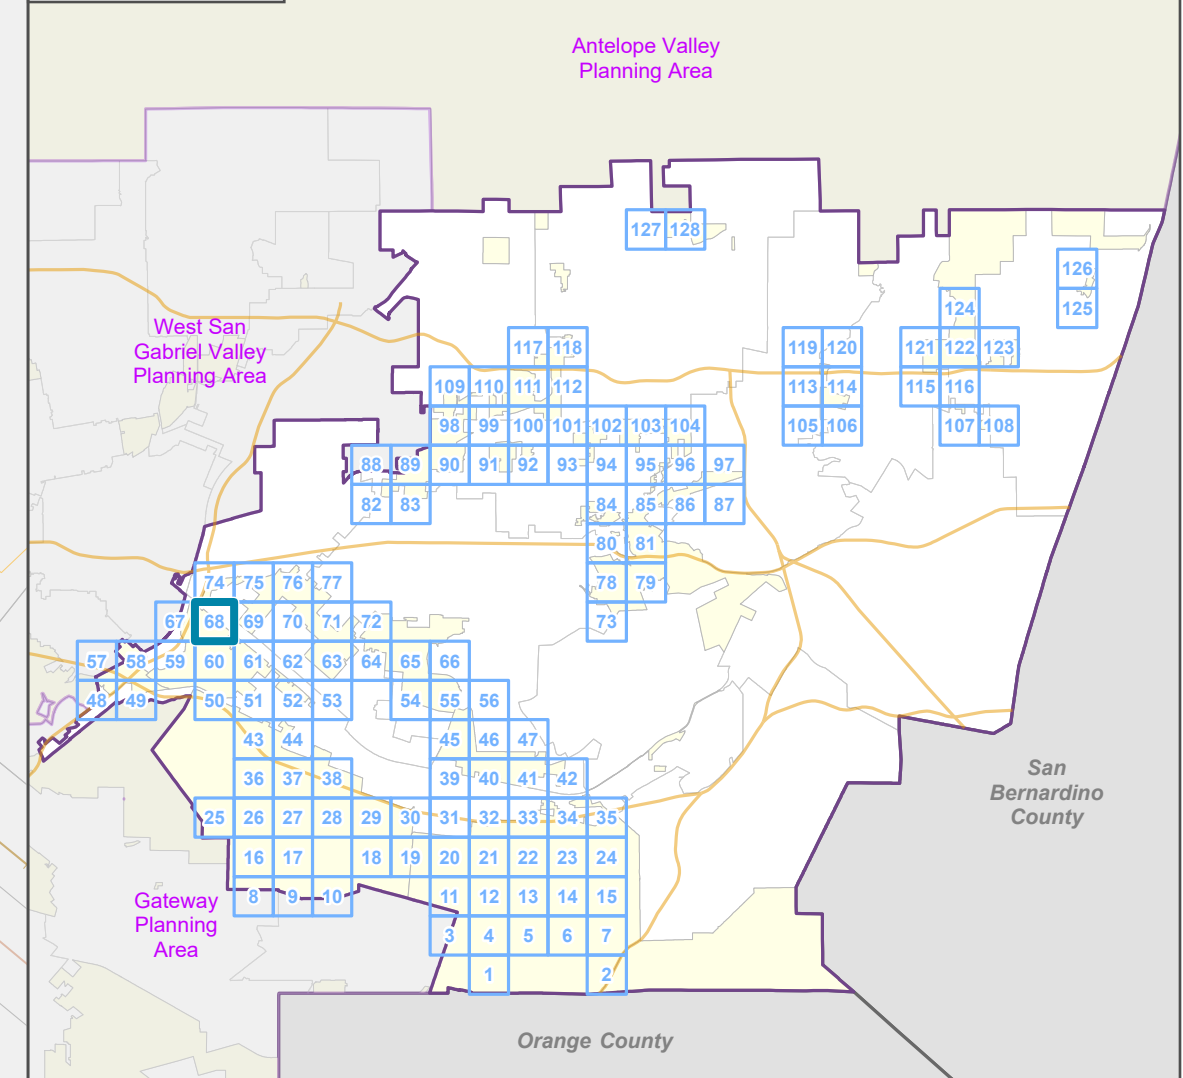 Antelope Valley
Planning Area
127 128
126
125
124
West San
Gabriel Valley
Planning Area
117 118
119 120
121 122 123
109 110 111 112
113 114
115 116
98 99 100 101 102 103 104
105 106
107 108
88 89 90 91 92 93 94 95 96 97
82 83
84 85 86 87
80 81
74 75 76 77
78 79
67 68 69 70 71 72
73
57 58 59 60 61 62 63 64 65 66
48 49 50 51 52 53 54 55 56
43 44 45 46 47
36 37 38 39 40 41 42
San
Bernardino
County
25 26 27 28 29 30 31 32 33 34 35
16 17 18 19 20 21 22 23 24
8 9 10 11 12 13 14 15
Gateway
Planning
Area
3 4 5 6 7
1 2
Orange County